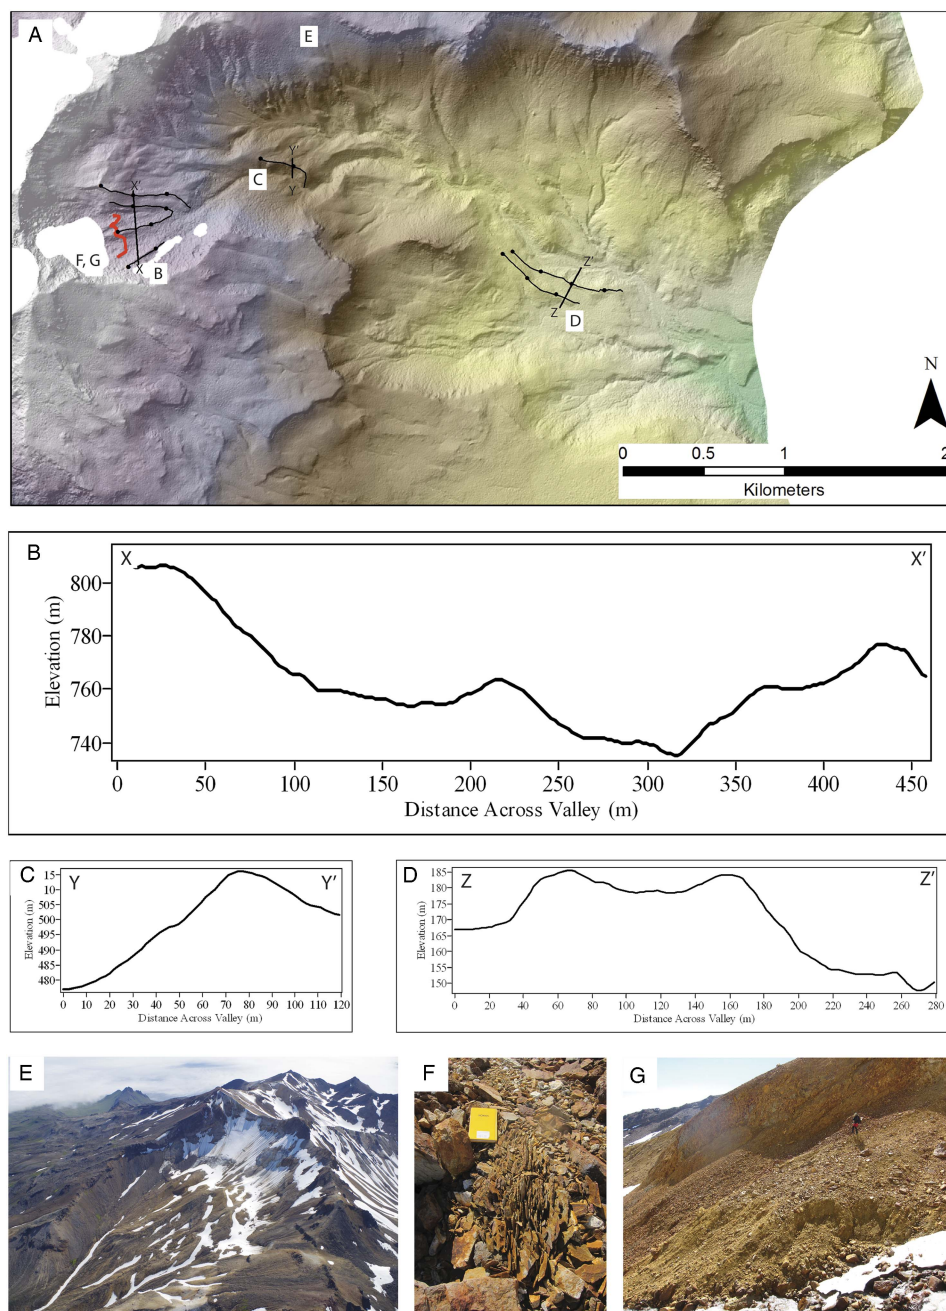 A
E
Y'
C
Y
X'
F, G
X
B
Z'
Z
D
N
0 0.5 1 2
Kilometers
B
X X'
Elevation (m)
800
780
760
740
0 50 100 150 200 250 300 350 400 450
Distance Across Valley (m)
C
Y Y'
Elevation (m)
15
10
500
495
490
485
480
0 10 20 30 40 50 60 70 80 90 100 110 120
Distance Across Valley (m)
D
Z Z'
Elevation (m)
185
180
170
165
160
155
150
0 20 40 60 80 100 120 140 160 180 200 220 240 260 280
Distance Across Valley (m)
E
F
G